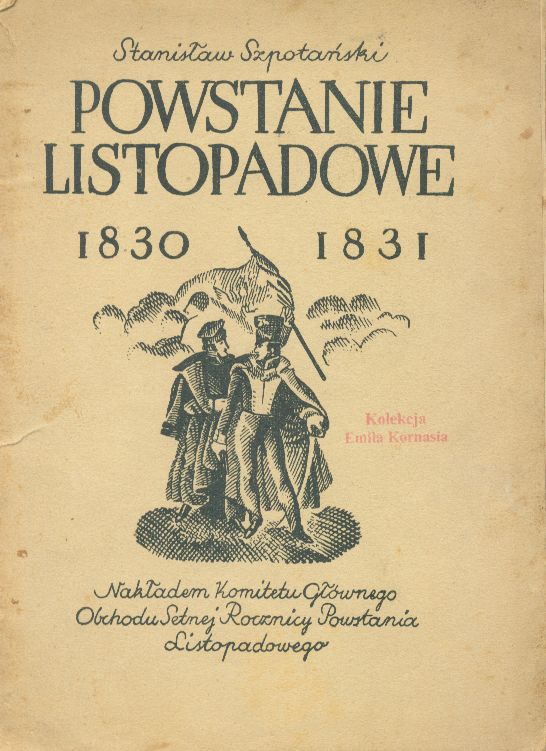 Stanisław Szpotański
POWSTANIE
LISTOPADOWE
1830 1831
Kolekcja
Emila Kornasia
Nakładem Komitetu Głównego
Obchodu Setnej Rocznicy Powstania
Listopadowego